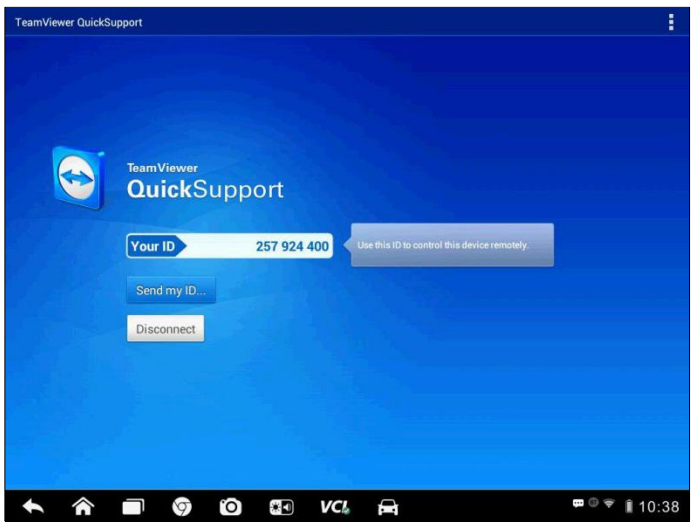 TeamViewer QuickSupport
TeamViewer
QuickSupport
Your ID 257 924 400
Use this ID to control this device remotely.
Send my ID...
Disconnect
VCI
10:38